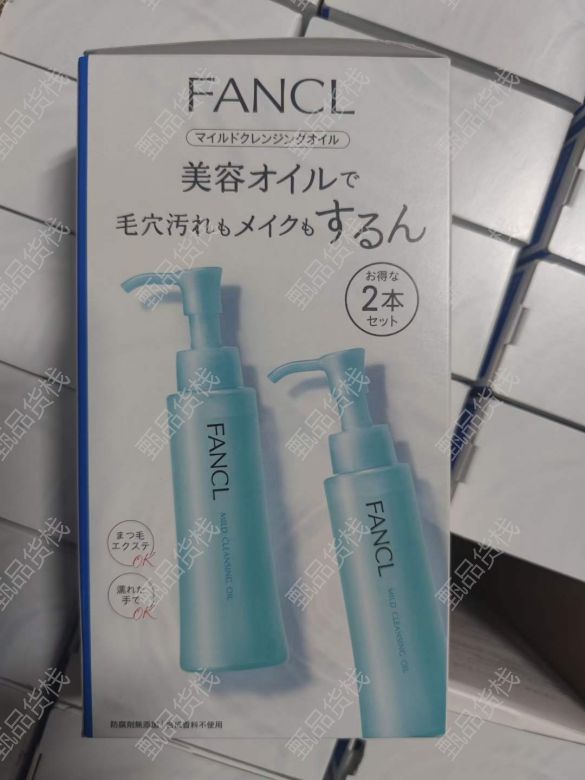 FANCL
マイルドクレンジングオイル
美容オイルで
毛穴汚れもメイクもするん
お得な
2本
セット
FANCL
MILD CLEANSING OIL
FANCL
MILD CLEANSING OIL
まつ毛
エクステ
OK
濡れた
手で
OK
防腐剤無添加 合成香料不使用
甄品货栈